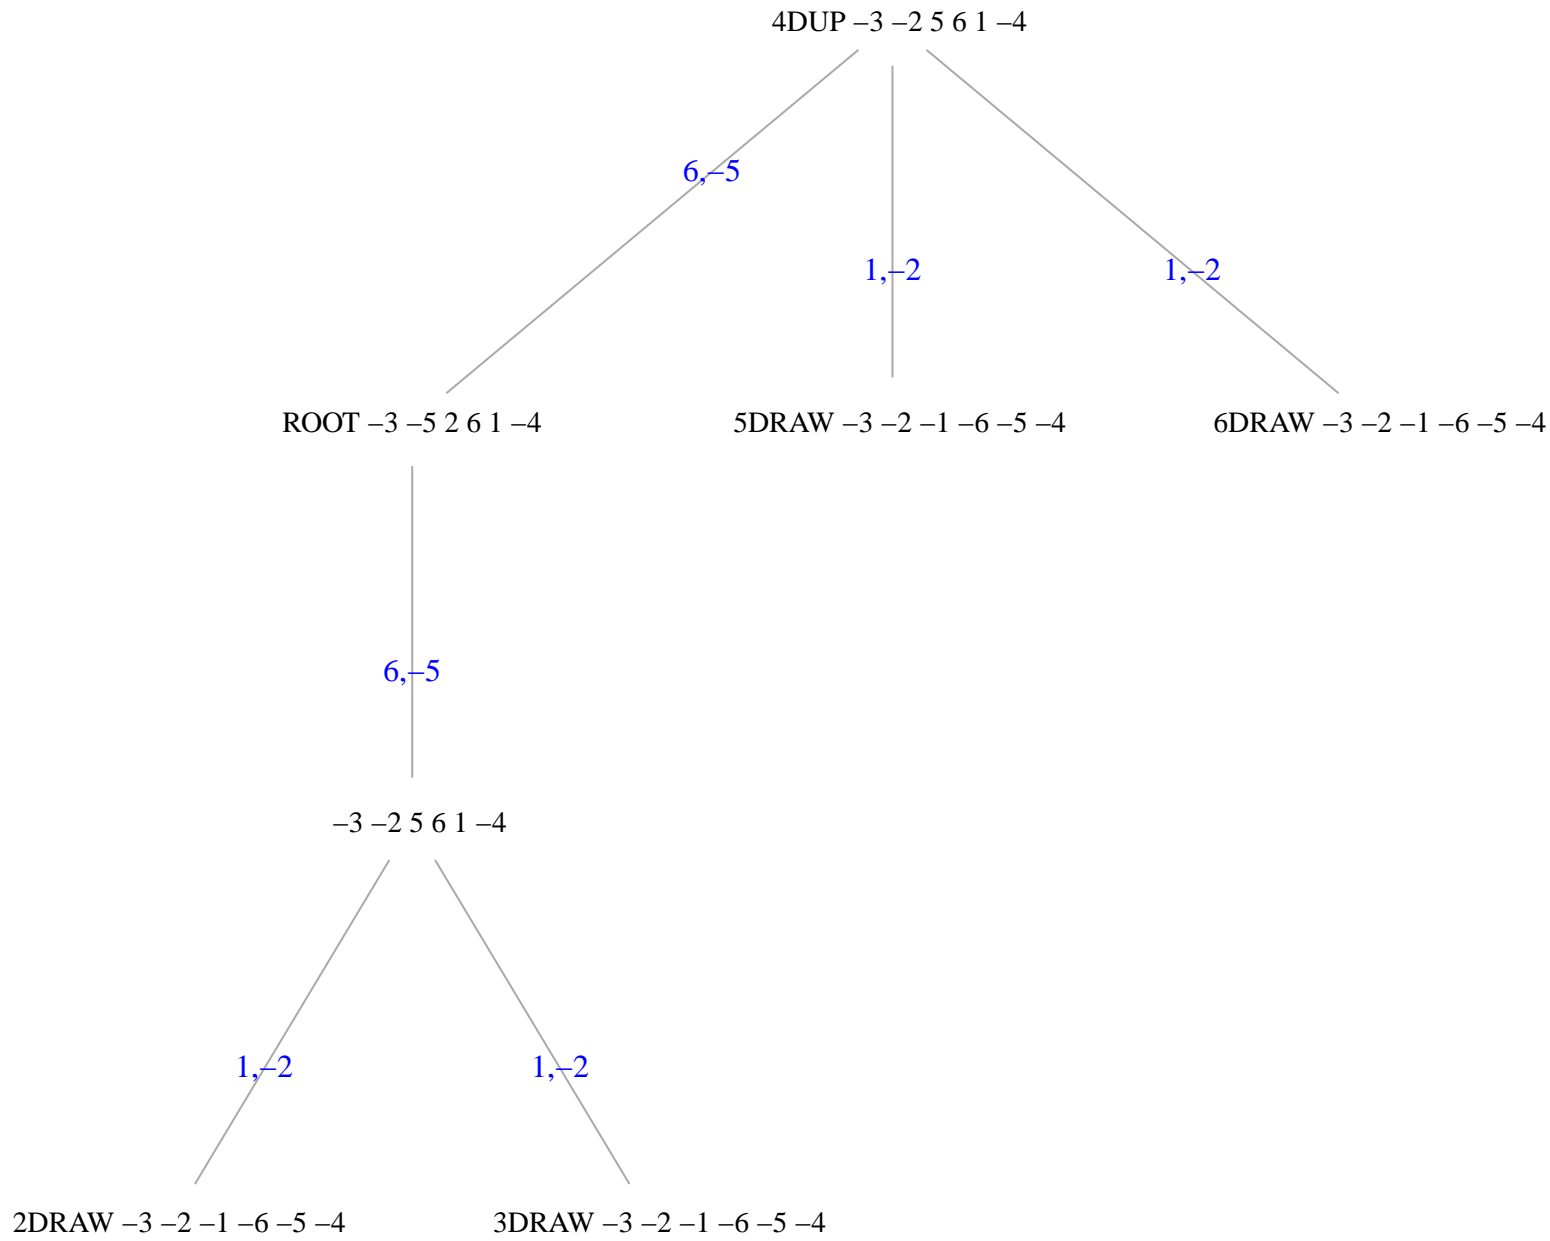 4DUP –3 –2 5 6 1 –4
6,–5
1,–2
1,–2
ROOT –3 –5 2 6 1 –4
5DRAW –3 –2 –1 –6 –5 –4
6DRAW –3 –2 –1 –6 –5 –4
6,–5
–3 –2 5 6 1 –4
1,–2
1,–2
2DRAW –3 –2 –1 –6 –5 –4
3DRAW –3 –2 –1 –6 –5 –4